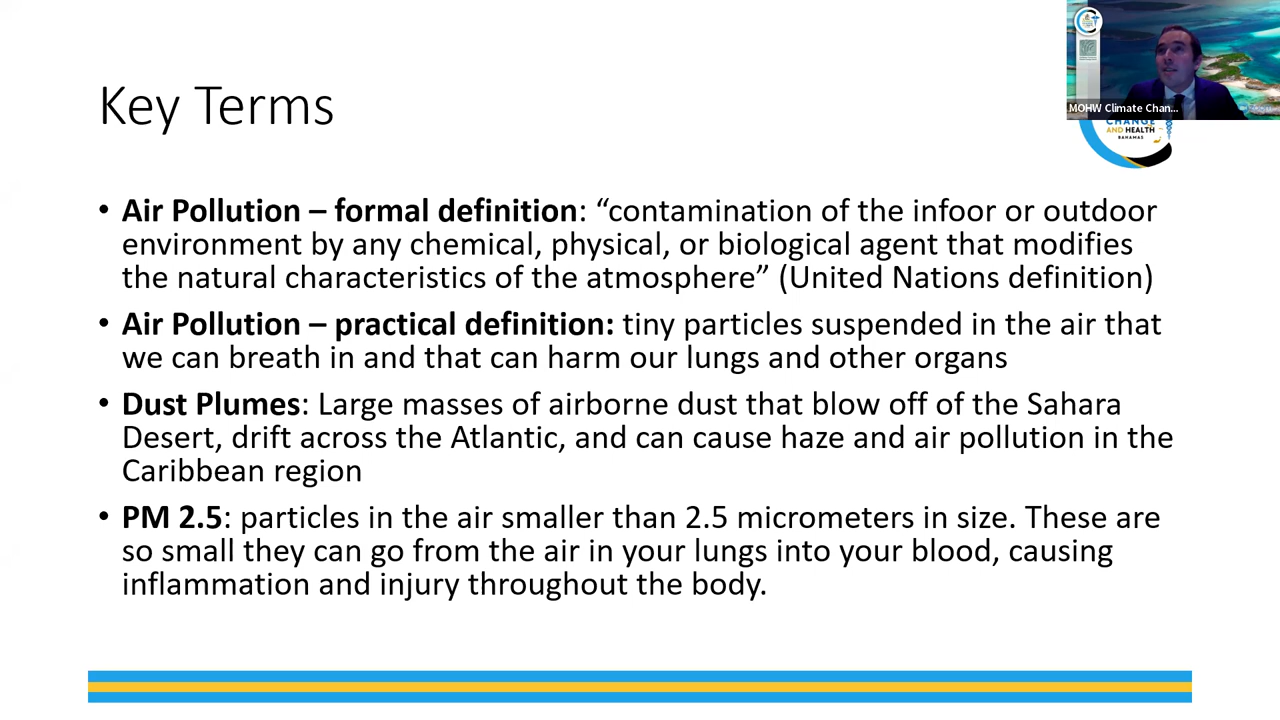 MOHW Climate Chan...
Key Terms
CHANGE
AND HEALTH
BAHAMAS
• Air Pollution – formal definition: “contamination of the infoor or outdoor
environment by any chemical, physical, or biological agent that modifies
the natural characteristics of the atmosphere” (United Nations definition)
• Air Pollution – practical definition: tiny particles suspended in the air that
we can breath in and that can harm our lungs and other organs
• Dust Plumes: Large masses of airborne dust that blow off of the Sahara
Desert, drift across the Atlantic, and can cause haze and air pollution in the
Caribbean region
• PM 2.5: particles in the air smaller than 2.5 micrometers in size. These are
so small they can go from the air in your lungs into your blood, causing
inflammation and injury throughout the body.